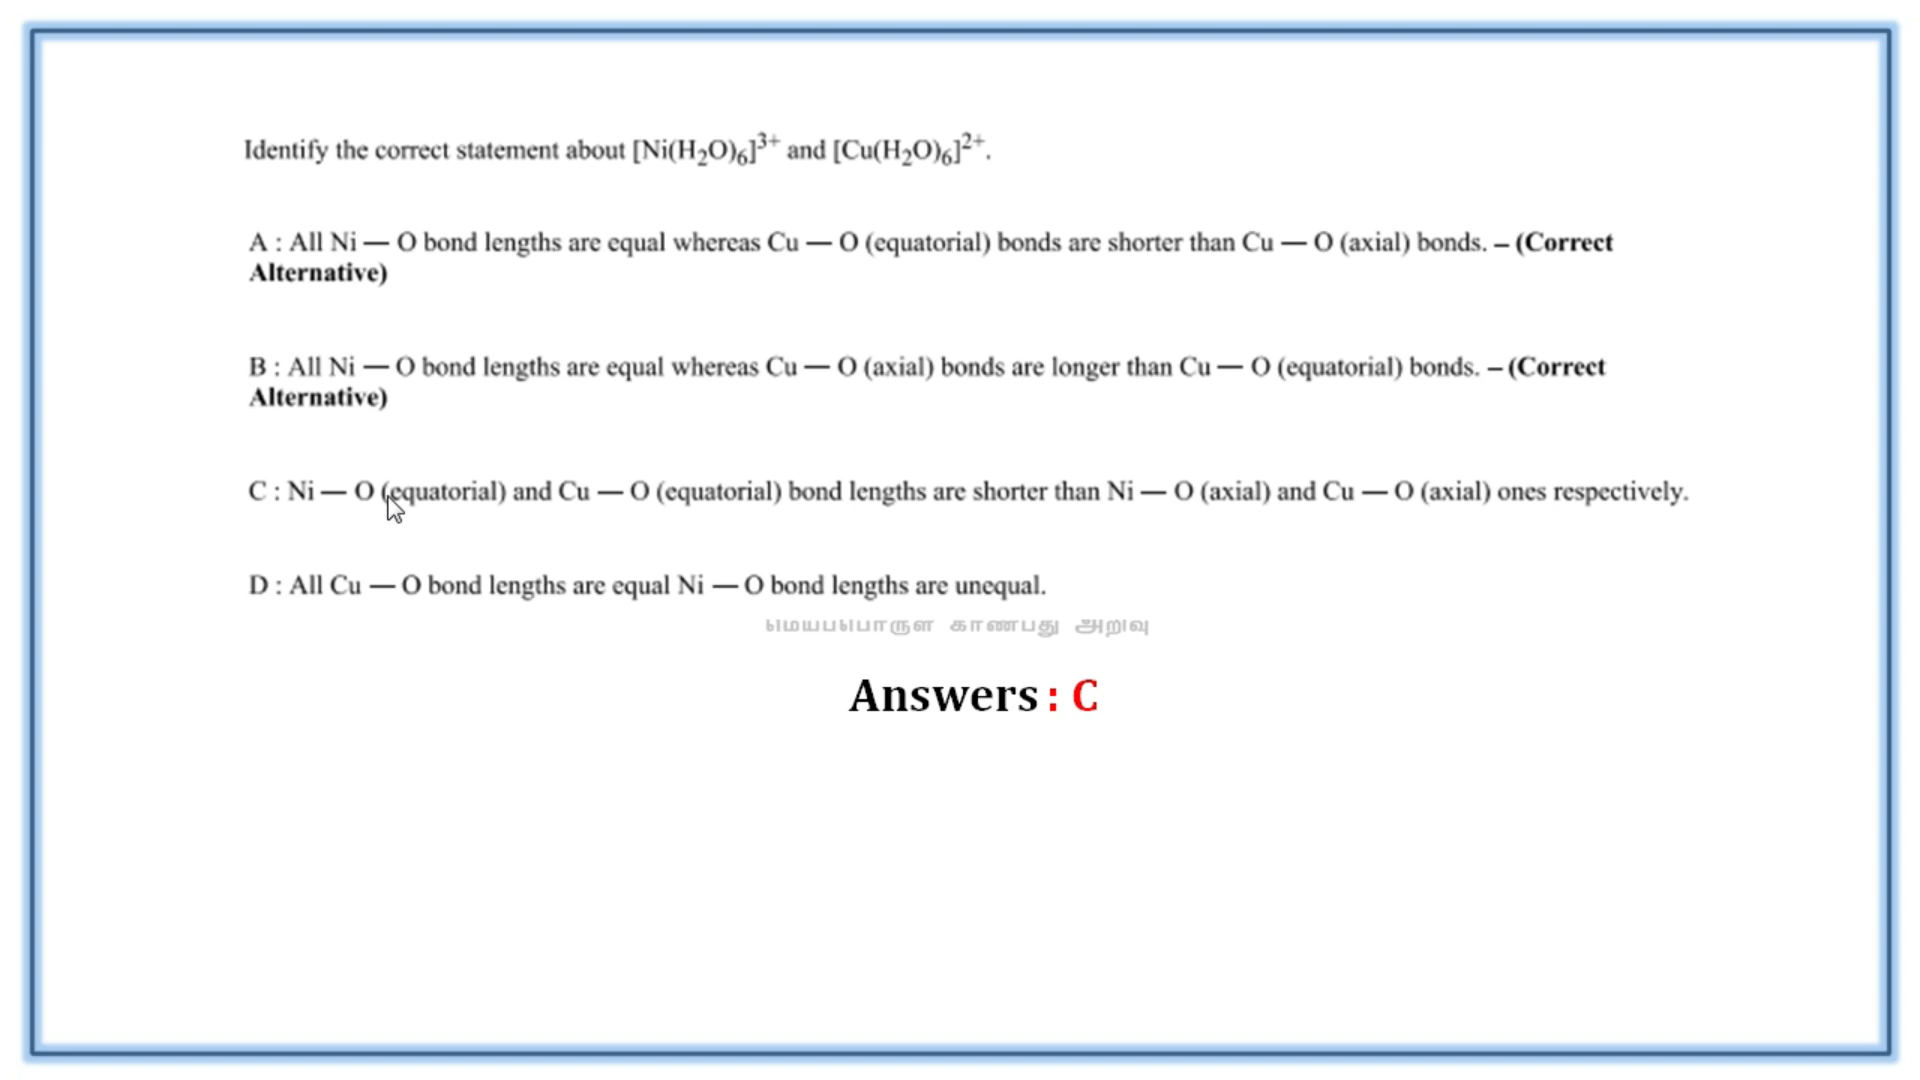 Identify the correct statement about [Ni(H₂O)₆]³⁺ and [Cu(H₂O)₆]²⁺.
A : All Ni — O bond lengths are equal whereas Cu — O (equatorial) bonds are shorter than Cu — O (axial) bonds. – (Correct
Alternative)
B : All Ni — O bond lengths are equal whereas Cu — O (axial) bonds are longer than Cu — O (equatorial) bonds. – (Correct
Alternative)
C : Ni — O (equatorial) and Cu — O (equatorial) bond lengths are shorter than Ni — O (axial) and Cu — O (axial) ones respectively.
D : All Cu — O bond lengths are equal Ni — O bond lengths are unequal.
மெய்ப்பொருள் காண்பது அறிவு
Answers : C